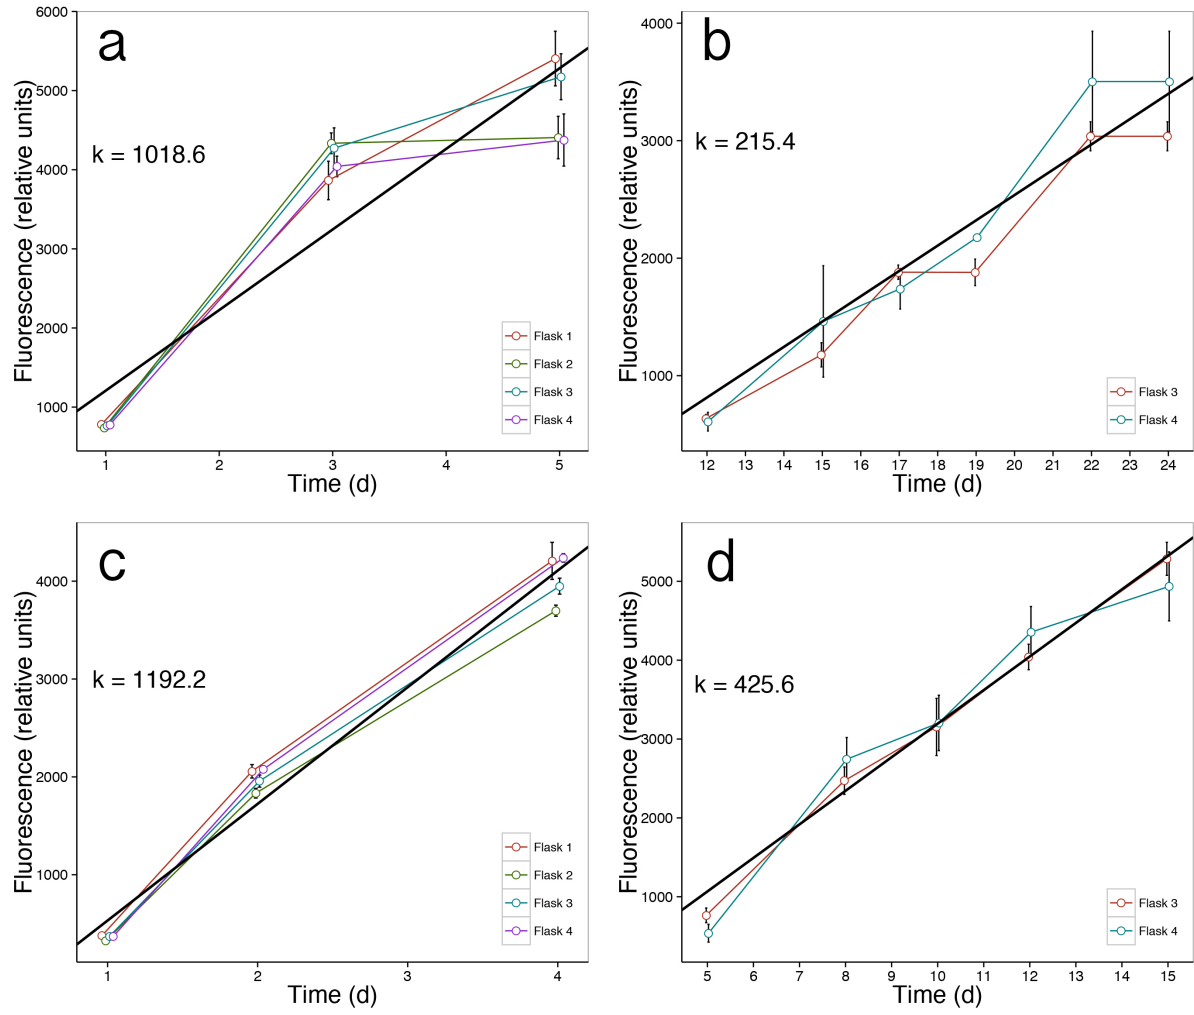 a
k = 1018.6
Fluorescence (relative units)
6000
5000
4000
3000
2000
1000
1 2 3 4 5
Time (d)
Flask 1
Flask 2
Flask 3
Flask 4
b
k = 215.4
Fluorescence (relative units)
4000
3000
2000
1000
12 13 14 15 16 17 18 19 20 21 22 23 24
Time (d)
Flask 3
Flask 4
c
k = 1192.2
Fluorescence (relative units)
4000
3000
2000
1000
1 2 3 4
Time (d)
Flask 1
Flask 2
Flask 3
Flask 4
d
k = 425.6
Fluorescence (relative units)
5000
4000
3000
2000
1000
5 6 7 8 9 10 11 12 13 14 15
Time (d)
Flask 3
Flask 4